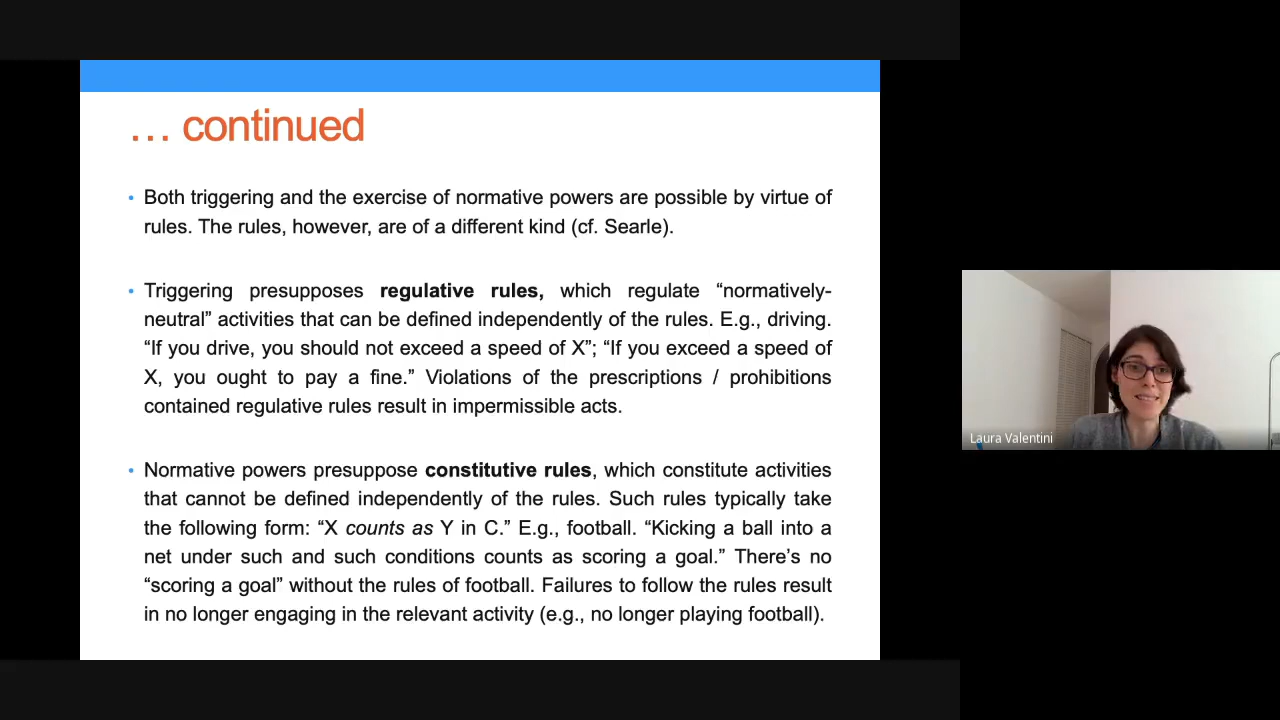 … continued
• Both triggering and the exercise of normative powers are possible by virtue of
rules. The rules, however, are of a different kind (cf. Searle).
• Triggering presupposes regulative rules, which regulate “normatively-
neutral” activities that can be defined independently of the rules. E.g., driving.
“If you drive, you should not exceed a speed of X”; “If you exceed a speed of
X, you ought to pay a fine.” Violations of the prescriptions / prohibitions
contained regulative rules result in impermissible acts.
• Normative powers presuppose constitutive rules, which constitute activities
that cannot be defined independently of the rules. Such rules typically take
the following form: “X counts as Y in C.” E.g., football. “Kicking a ball into a
net under such and such conditions counts as scoring a goal.” There’s no
“scoring a goal” without the rules of football. Failures to follow the rules result
in no longer engaging in the relevant activity (e.g., no longer playing football).
Laura Valentini